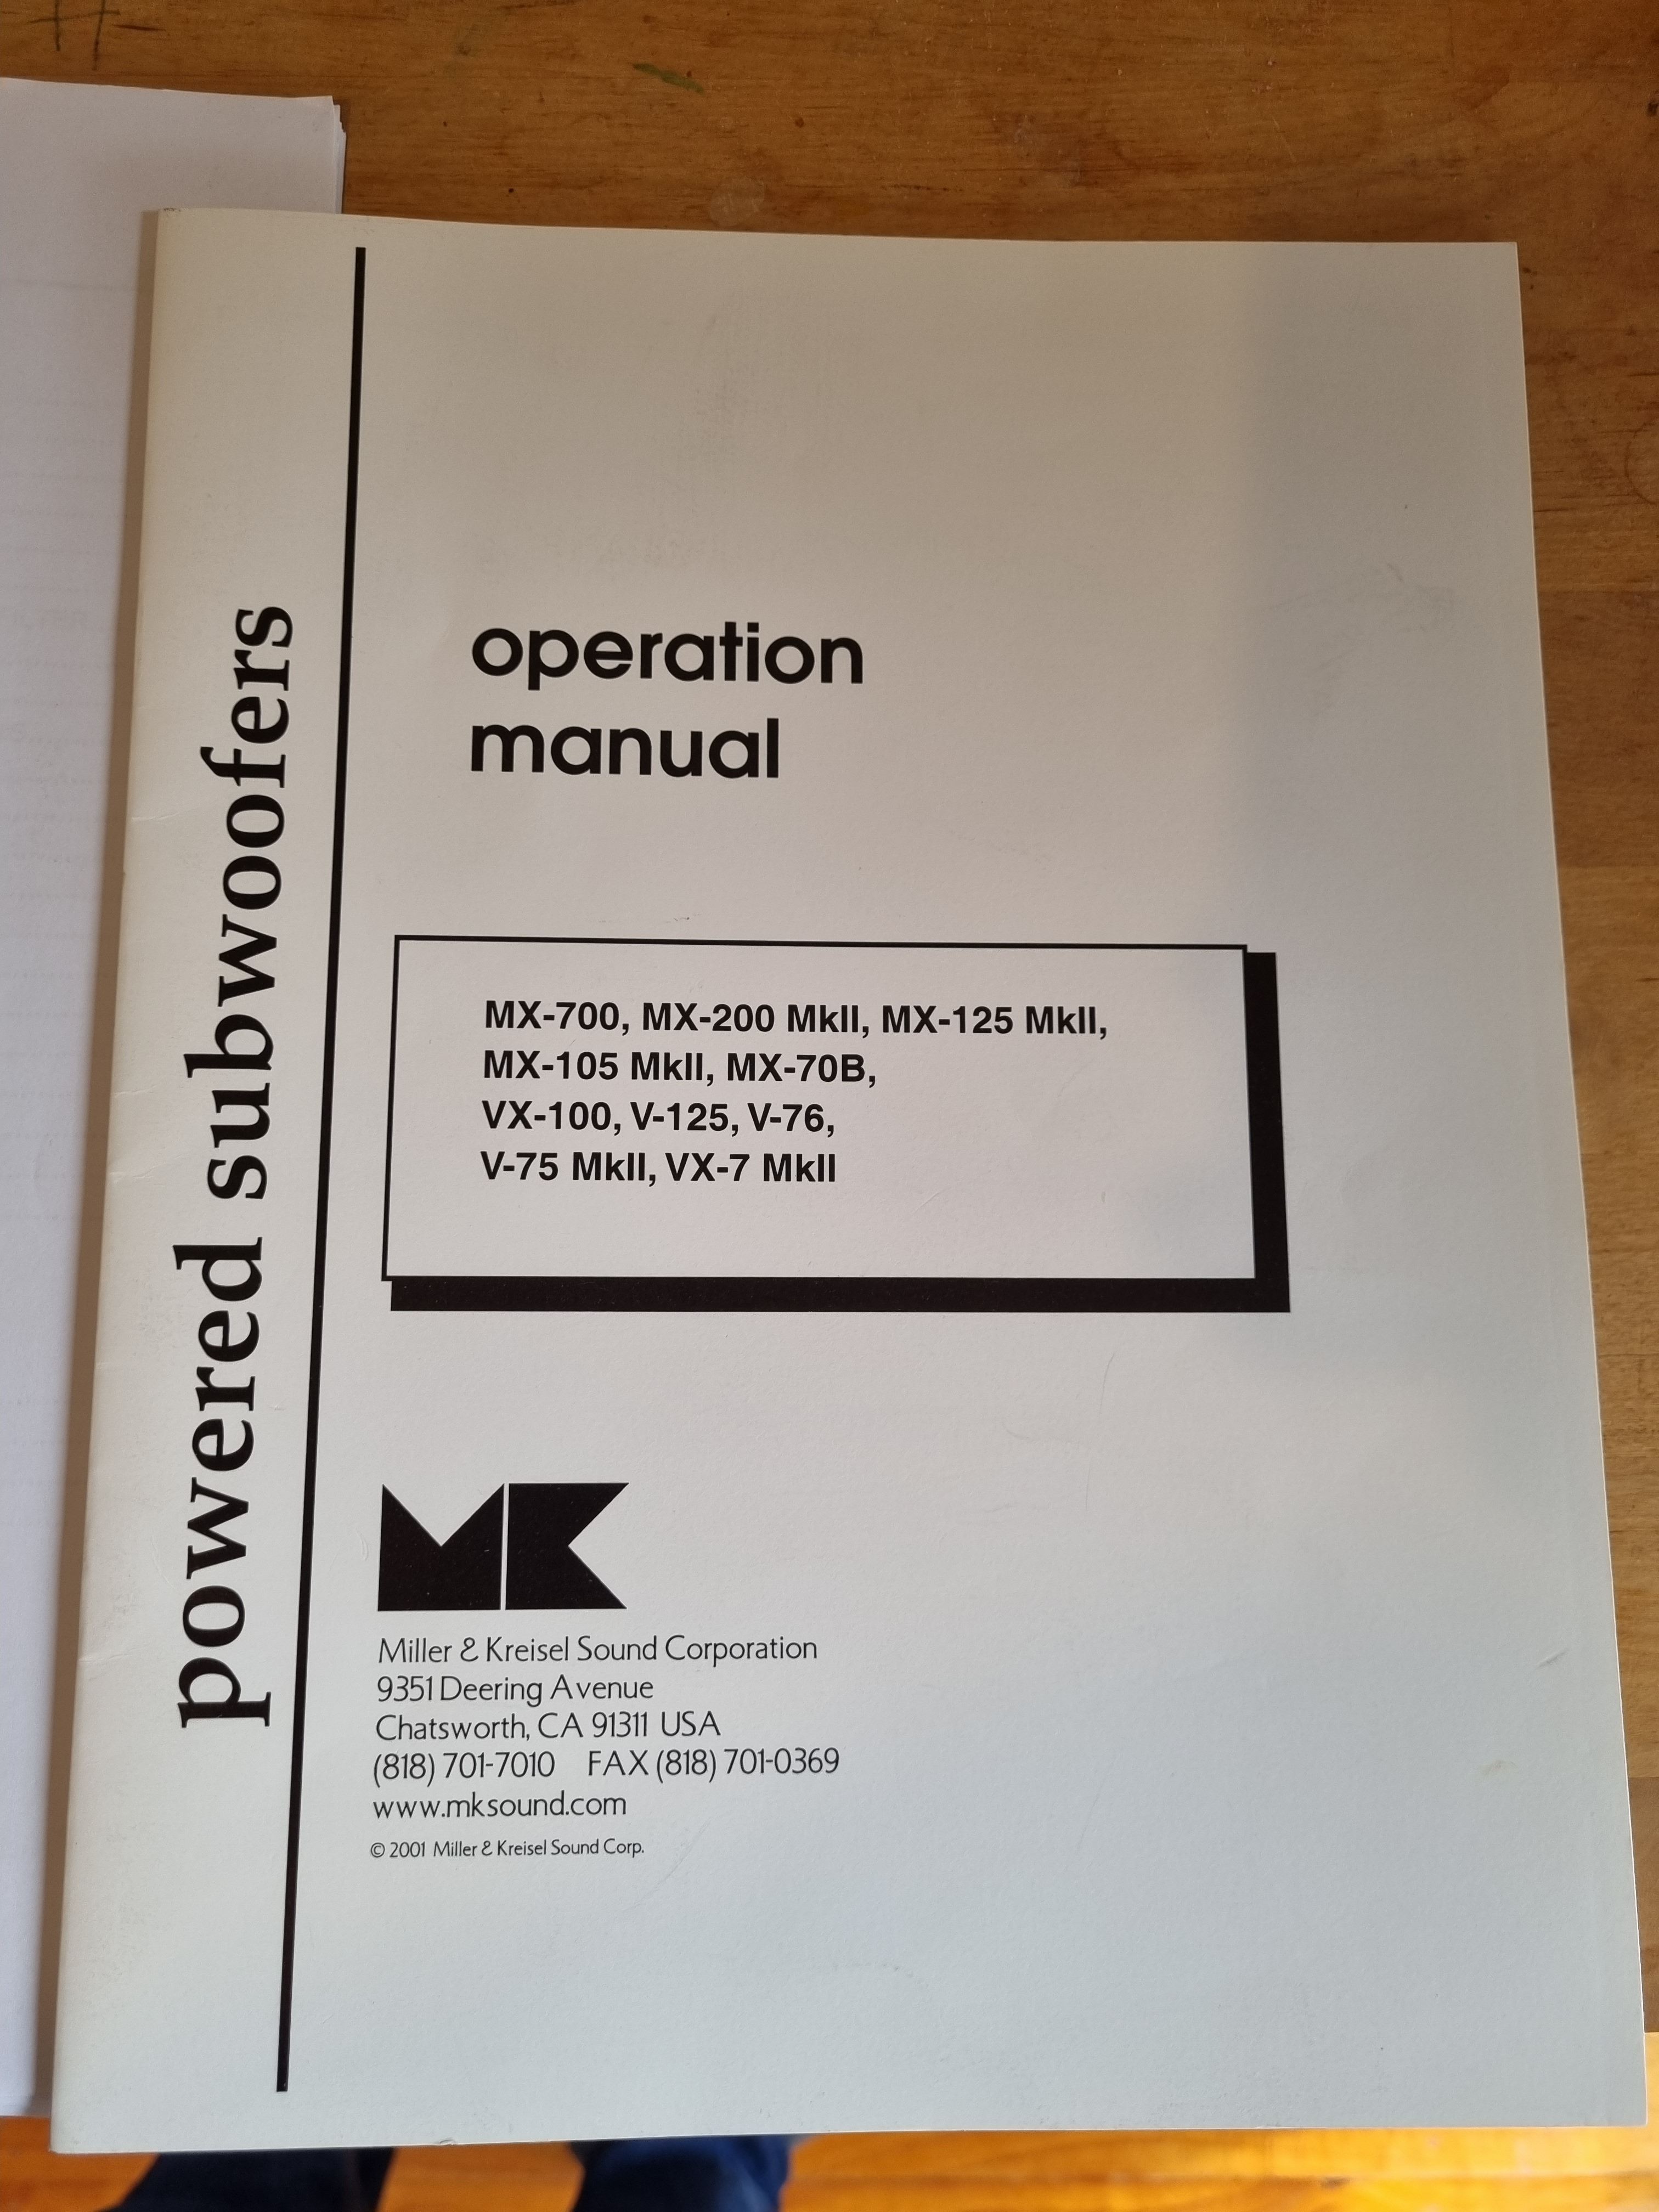 powered subwoofers
operation
manual
MX-700, MX-200 MkII, MX-125 MkII,
MX-105 MkII, MX-70B,
VX-100, V-125, V-76,
V-75 MkII, VX-7 MkII
MK
Miller & Kreisel Sound Corporation
9351 Deering Avenue
Chatsworth, CA 91311 USA
(818) 701-7010 FAX (818) 701-0369
www.mksound.com
© 2001 Miller & Kreisel Sound Corp.